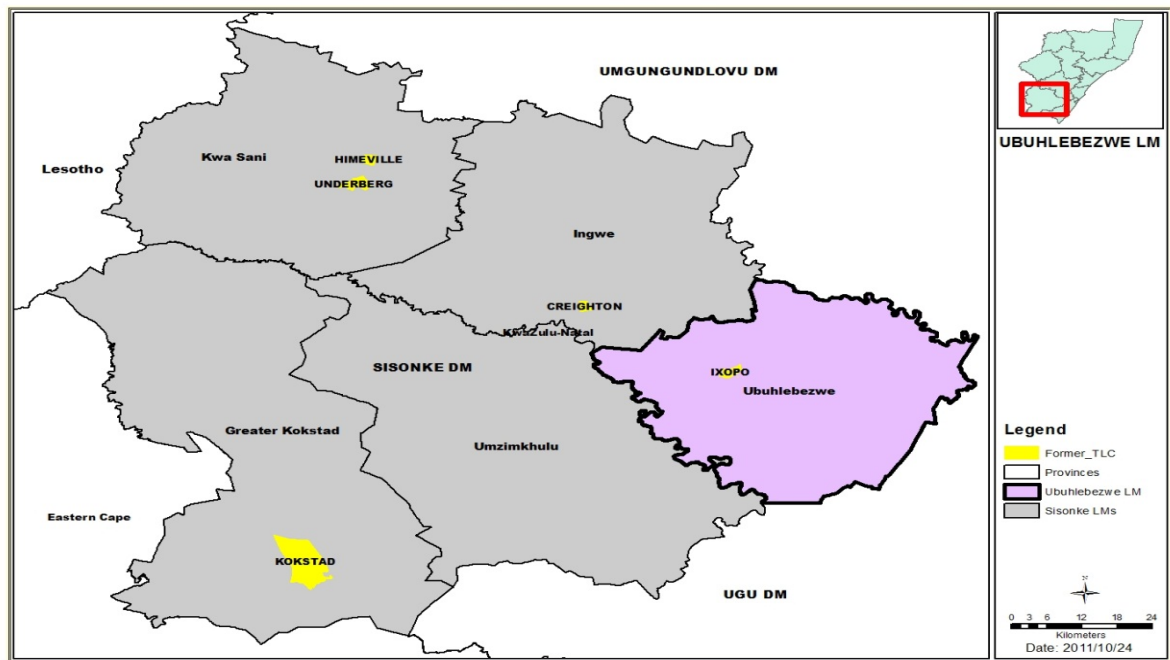 UMGUNGUNDLOVU DM
Lesotho
Kwa Sani
HIMEVILLE
UNDERBERG
Ingwe
CREIGHTON
KwaZulu-Natal
SISONKE DM
IXOPO
Ubuhlebezwe
Greater Kokstad
Umzimkhulu
Eastern Cape
KOKSTAD
UGU DM
UBUHLEBEZWE LM
Legend
Former_TLC
Provinces
Ubuhlebezwe LM
Sisonke LMs
0 3 6 12 18 24
Kilometers
Date: 2011/10/24